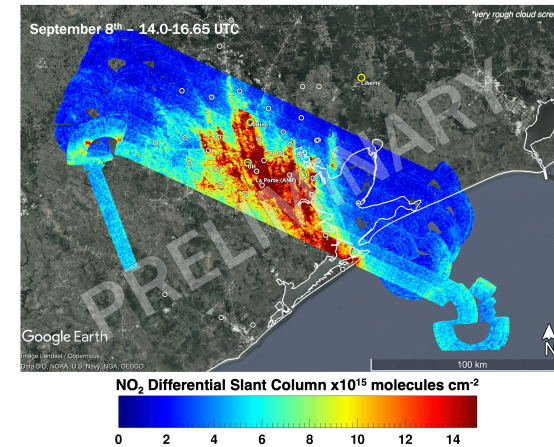 *very rough cloud scre
September 8th – 14.0-16.65 UTC
Liberty
La Porte (AMF)
PRELIMINARY
Google Earth
Image Landsat / Copernicus
Data SIO, NOAA, U.S. Navy, NGA, GEBCO
100 km
N
NO2 Differential Slant Column x10^15 molecules cm^-2
0 2 4 6 8 10 12 14